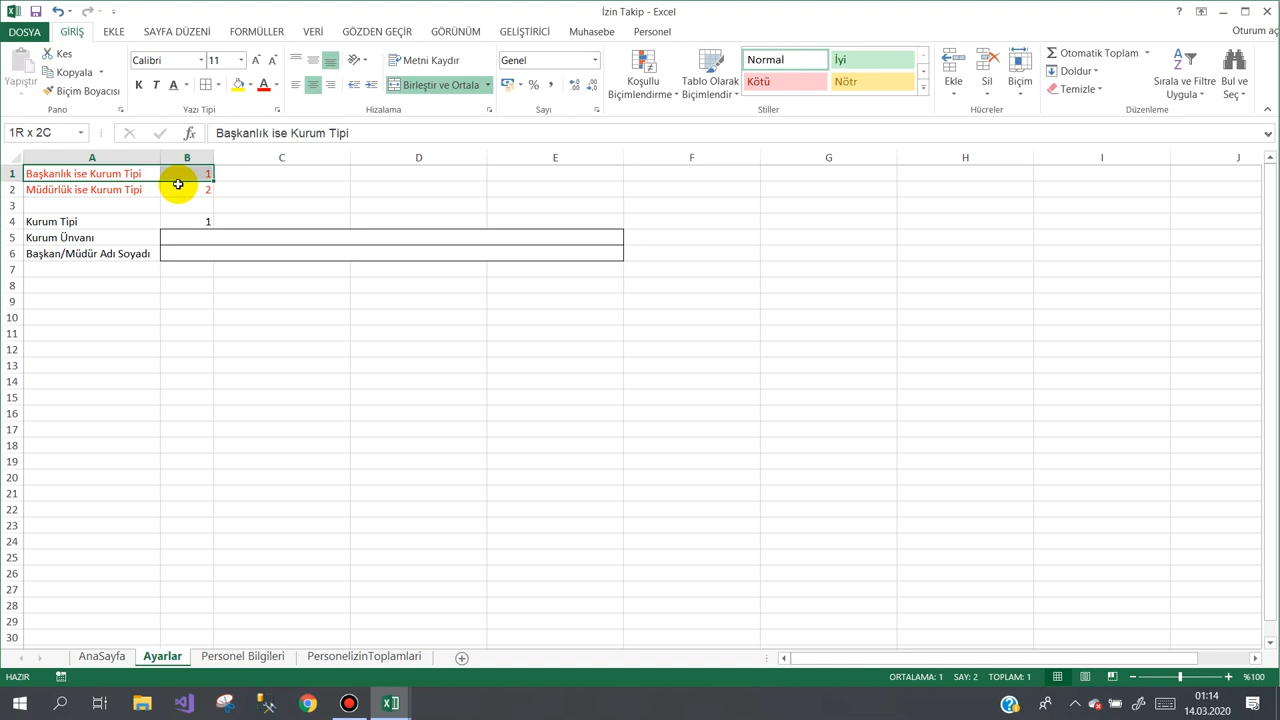 İzin Takip - Excel
?
Oturum aç
DOSYA GİRİŞ EKLE SAYFA DÜZENİ FORMÜLLER VERİ GÖZDEN GEÇİR GÖRÜNÜM GELİŞTİRİCİ Muhasebe Personel
Yapıştır
Kes
Kopyala
Biçim Boyacısı
Pano
Calibri 11
K T A
Yazı Tipi
Metni Kaydır
Birleştir ve Ortala
Hizalama
Genel
%
Sayı
Koşullu Biçimlendirme
Tablo Olarak Biçimlendir
Normal İyi
Kötü Nötr
Stiller
Ekle Sil Biçim
Hücreler
Otomatik Toplam
Doldur
Temizle
Sırala ve Filtre Uygula
Bul ve Seç
Düzenleme
1R x 2C fx Başkanlık ise Kurum Tipi
A B C D E F G H I J
1 Başkanlık ise Kurum Tipi 1
2 Müdürlük ise Kurum Tipi 2
3
4 Kurum Tipi 1
5 Kurum Ünvanı
6 Başkan/Müdür Adı Soyadı
7
8
9
10
11
12
13
14
15
16
17
18
19
20
21
22
23
24
25
26
27
28
29
30
AnaSayfa Ayarlar Personel Bilgileri PersonelizinToplamlari
HAZIR ORTALAMA: 1 SAY: 2 TOPLAM: 1 %100
01:14
14.03.2020